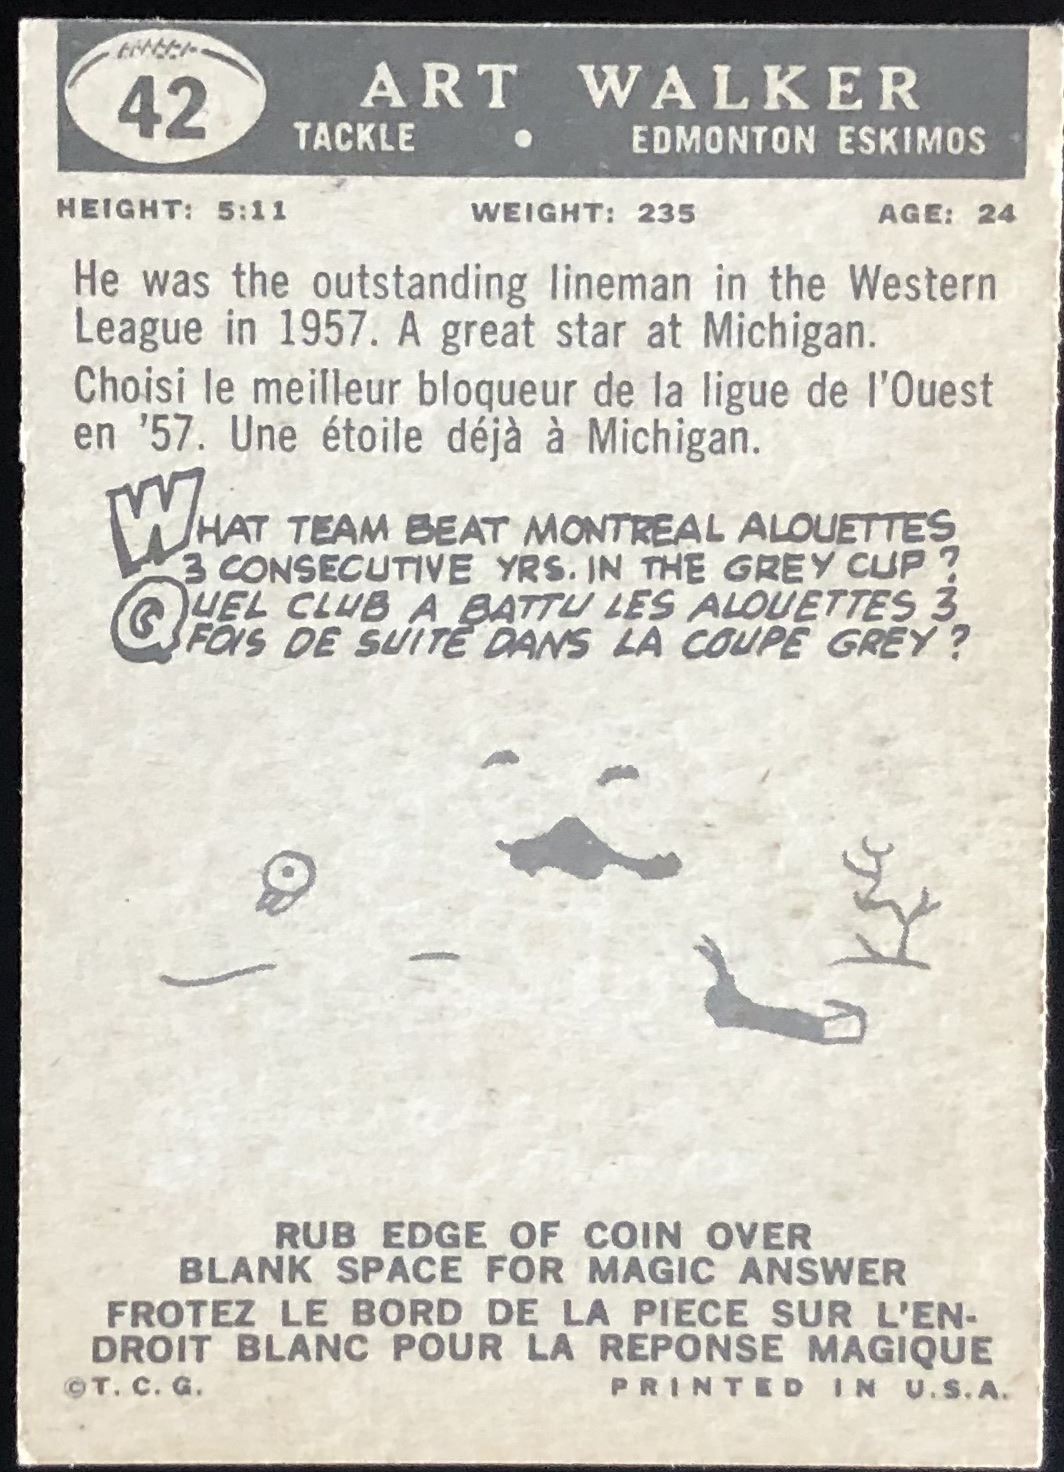 42
ART WALKER
TACKLE • EDMONTON ESKIMOS
HEIGHT: 5:11 WEIGHT: 235 AGE: 24
He was the outstanding lineman in the Western
League in 1957. A great star at Michigan.
Choisi le meilleur bloqueur de la ligue de l'Ouest
en '57. Une étoile déjà à Michigan.
WHAT TEAM BEAT MONTREAL ALOUETTES
3 CONSECUTIVE YRS. IN THE GREY CUP?
QUEL CLUB A BATTU LES ALOUETTES 3
FOIS DE SUITE DANS LA COUPE GREY?
RUB EDGE OF COIN OVER
BLANK SPACE FOR MAGIC ANSWER
FROTEZ LE BORD DE LA PIECE SUR L'EN-
DROIT BLANC POUR LA REPONSE MAGIQUE
©T. C. G. PRINTED IN U.S.A.